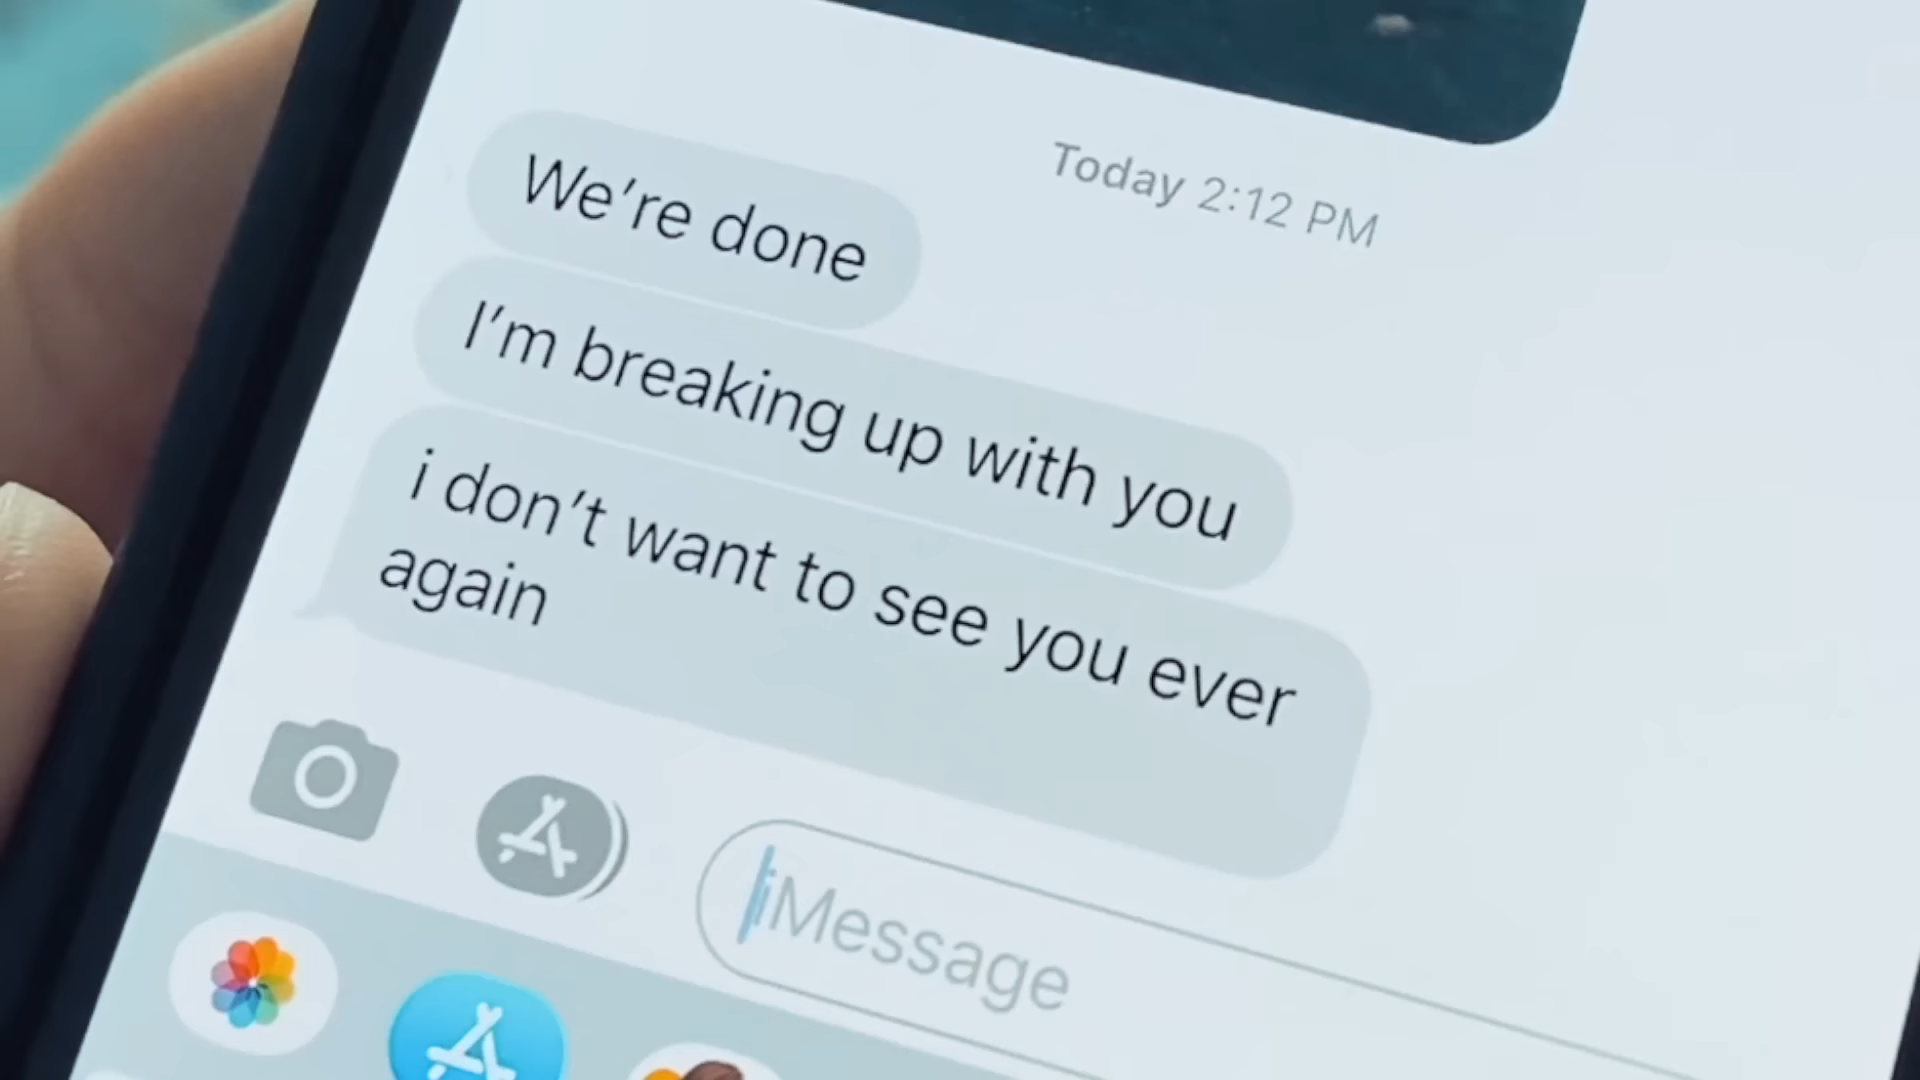 Today 2:12 PM
We're done
I'm breaking up with you
i don't want to see you ever
again
iMessage